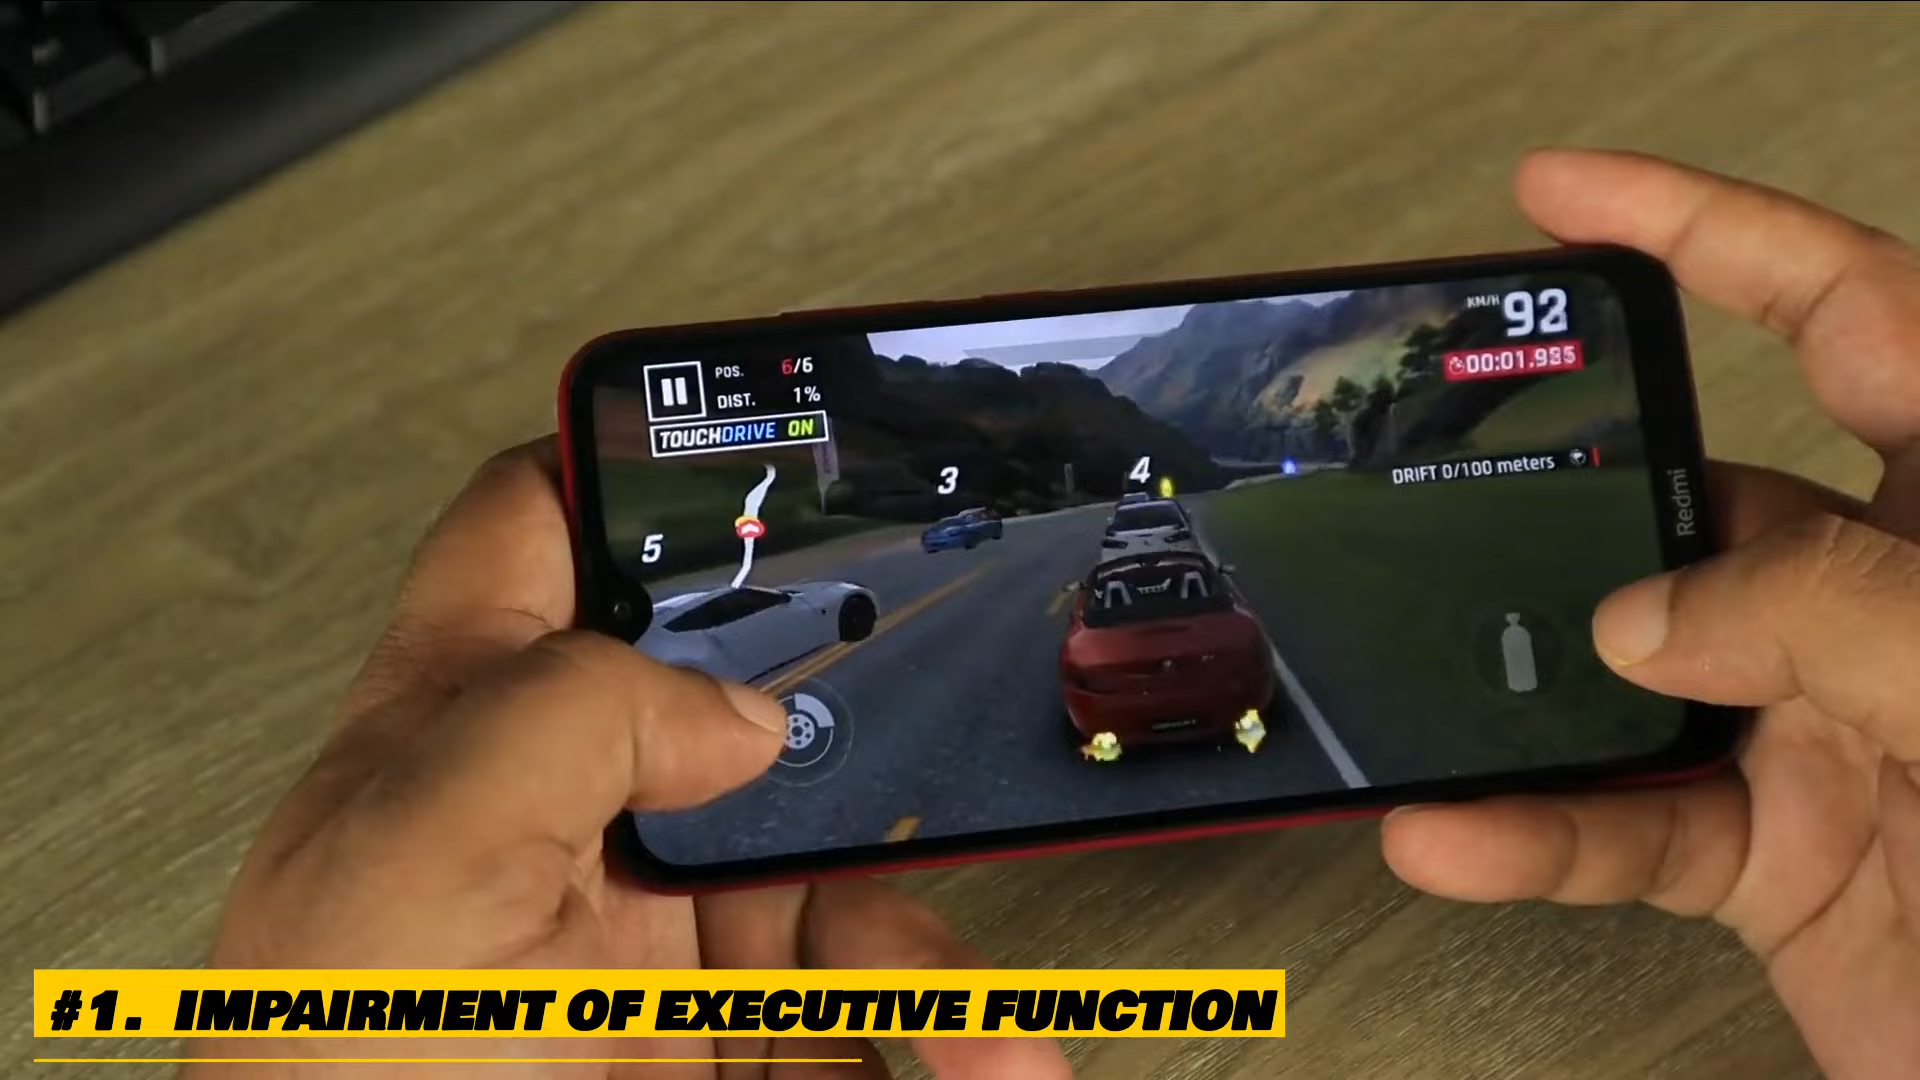 KM/H 92
00:01.985
POS. 6/6
DIST. 1%
TOUCHDRIVE ON
3
4
DRIFT 0/100 meters
5
Redmi
#1. IMPAIRMENT OF EXECUTIVE FUNCTION